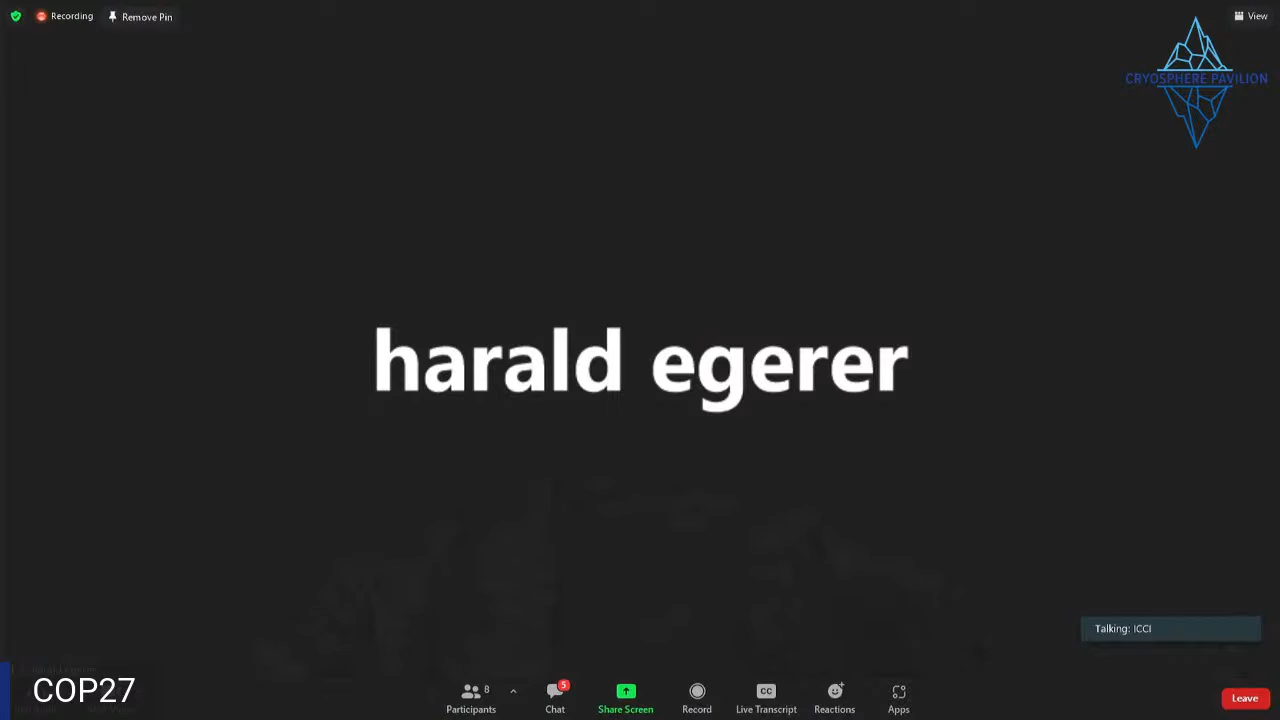 Recording
Remove Pin
View
CRYOSPHERE PAVILION
harald egerer
Talking: ICCI
COP27
8
Participants
5
Chat
Share Screen
Record
CC
Live Transcript
Reactions
Apps
Leave